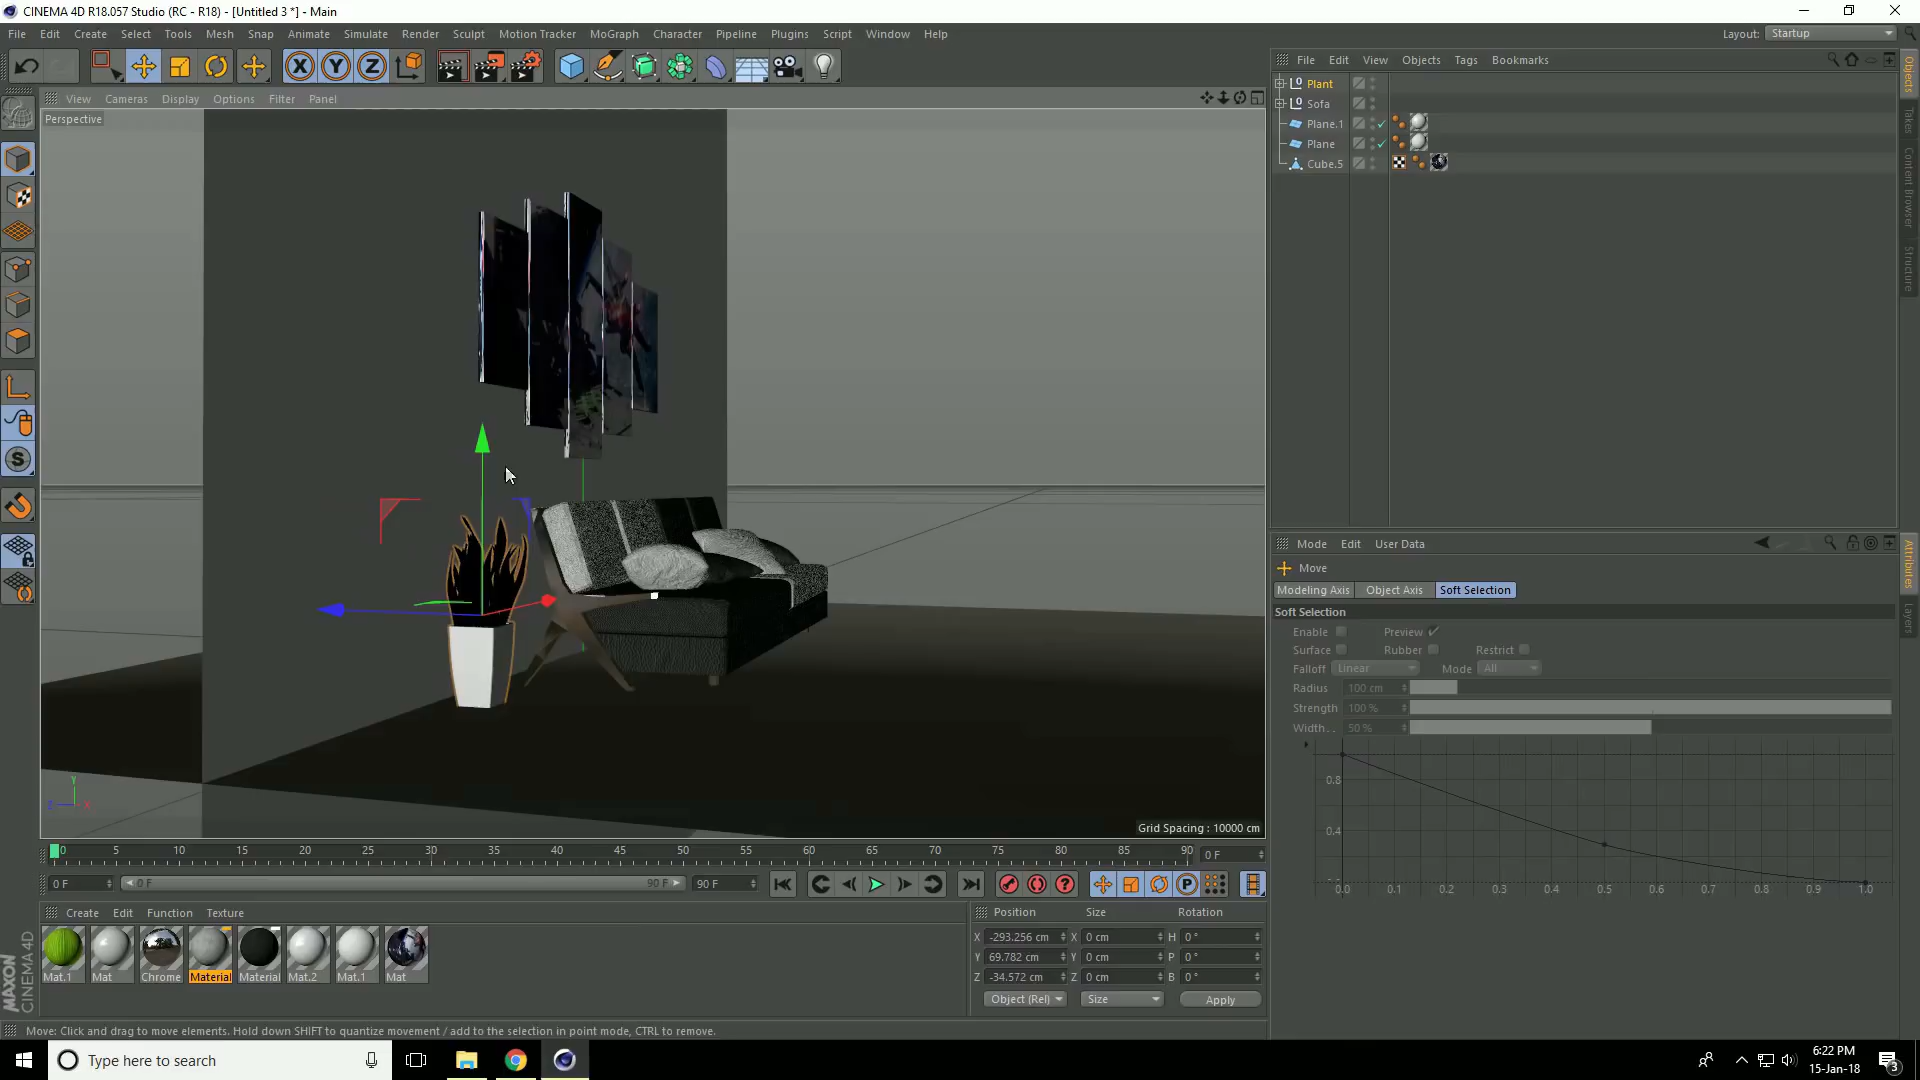 CINEMA 4D R18.057 Studio (RC - R18) - [Untitled 3 *] - Main
File Edit Create Select Tools Mesh Snap Animate Simulate Render Sculpt Motion Tracker MoGraph Character Pipeline Plugins Script Window Help
Layout: Startup
View Cameras Display Options Filter Panel
Perspective
Grid Spacing : 10000 cm
File Edit View Objects Tags Bookmarks
Plant
Sofa
Plane.1
Plane
Cube.5
Objects
Takes
Content Browser
Structure
Mode Edit User Data
Move
Modeling Axis Object Axis Soft Selection
Soft Selection
Enable Preview
Surface Rubber Restrict
Falloff Linear Mode All
Radius 100 cm
Strength 100 %
Width. . 50 %
0.8
0.4
0.0 0.1 0.2 0.3 0.4 0.5 0.6 0.7 0.8 0.9 1.0
Attributes
Layers
0 5 10 15 20 25 30 35 40 45 50 55 60 65 70 75 80 85 90
0 F
0 F 0 F 90 F 90 F
Create Edit Function Texture
Mat.1 Mat Chrome Material Material Mat.2 Mat.1 Mat
Position Size Rotation
X -293.256 cm X 0 cm H 0 °
Y 69.782 cm Y 0 cm P 0 °
Z -34.572 cm Z 0 cm B 0 °
Object (Rel) Size Apply
MAXON
CINEMA 4D
Move: Click and drag to move elements. Hold down SHIFT to quantize movement / add to the selection in point mode, CTRL to remove.
Type here to search
6:22 PM
15-Jan-18
3
X Y Z
S
P
Y
Z X